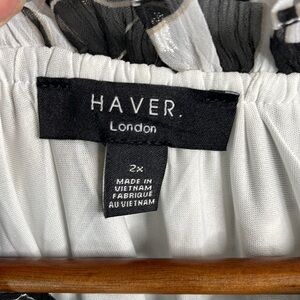 HAVER.
London
2X
MADE IN
VIETNAM
FABRIQUÉ
AU VIETNAM